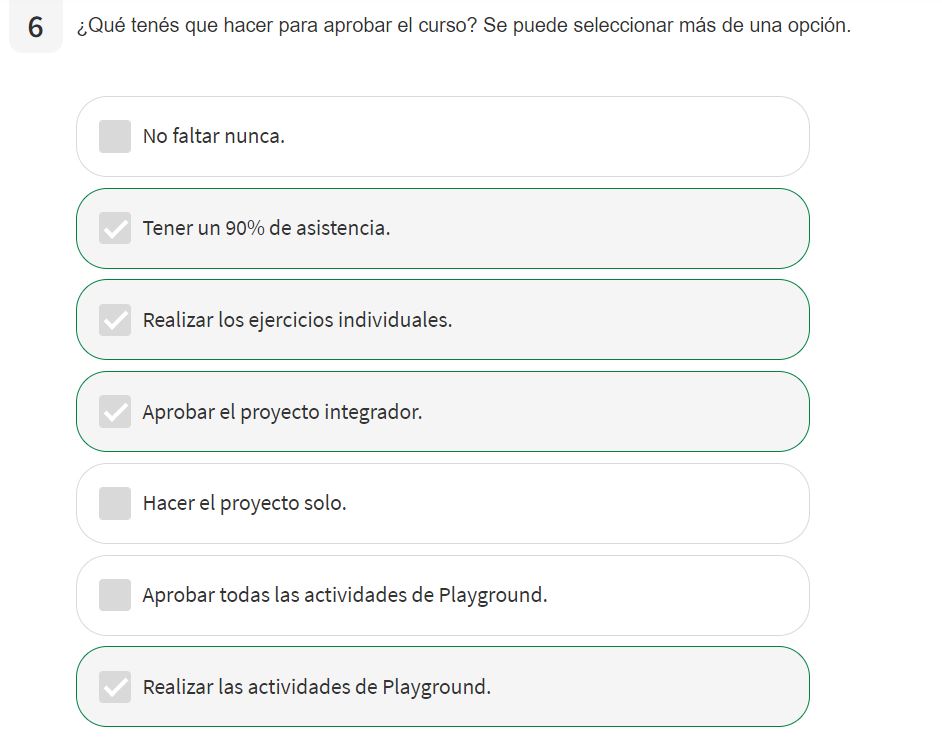 6
¿Qué tenés que hacer para aprobar el curso? Se puede seleccionar más de una opción.
No faltar nunca.
Tener un 90% de asistencia.
Realizar los ejercicios individuales.
Aprobar el proyecto integrador.
Hacer el proyecto solo.
Aprobar todas las actividades de Playground.
Realizar las actividades de Playground.